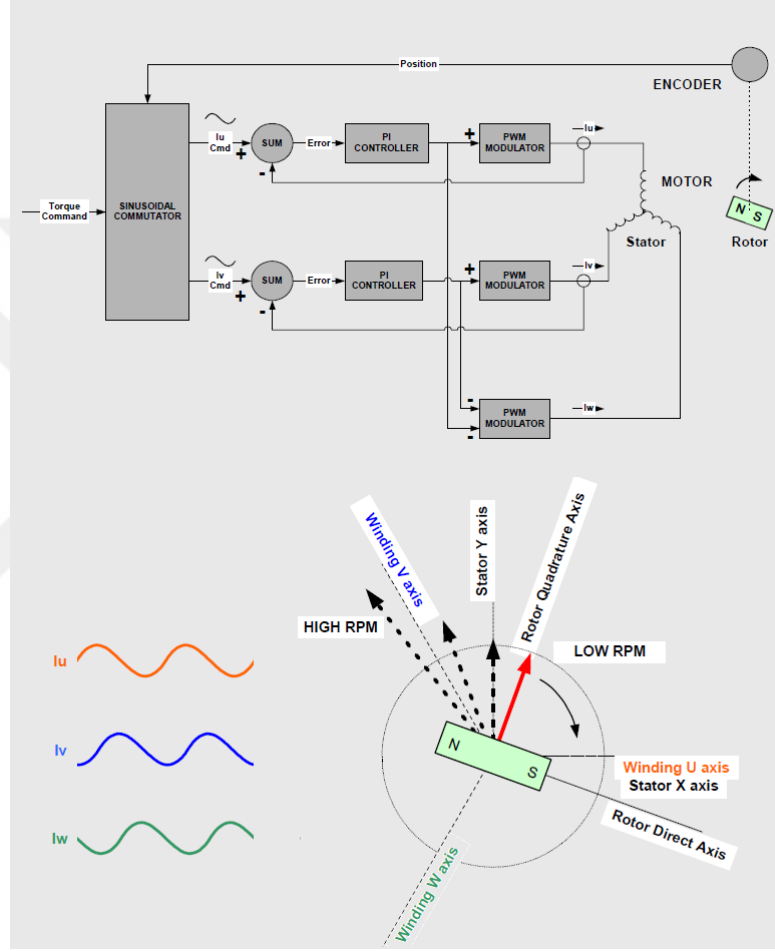 Position
ENCODER
Iu
Cmd
+
-
SUM
Error
PI
CONTROLLER
+
PWM
MODULATOR
Iu
MOTOR
SINUSOIDAL
COMMUTATOR
Torque
Command
N S
Rotor
Stator
Iv
Cmd
+
-
SUM
Error
PI
CONTROLLER
+
PWM
MODULATOR
Iv
-
-
PWM
MODULATOR
Iw
Winding V axis
Stator Y axis
Rotor Quadrature Axis
HIGH RPM
LOW RPM
Iu
Iv
Iw
N
S
Winding U axis
Stator X axis
Rotor Direct Axis
Winding W axis